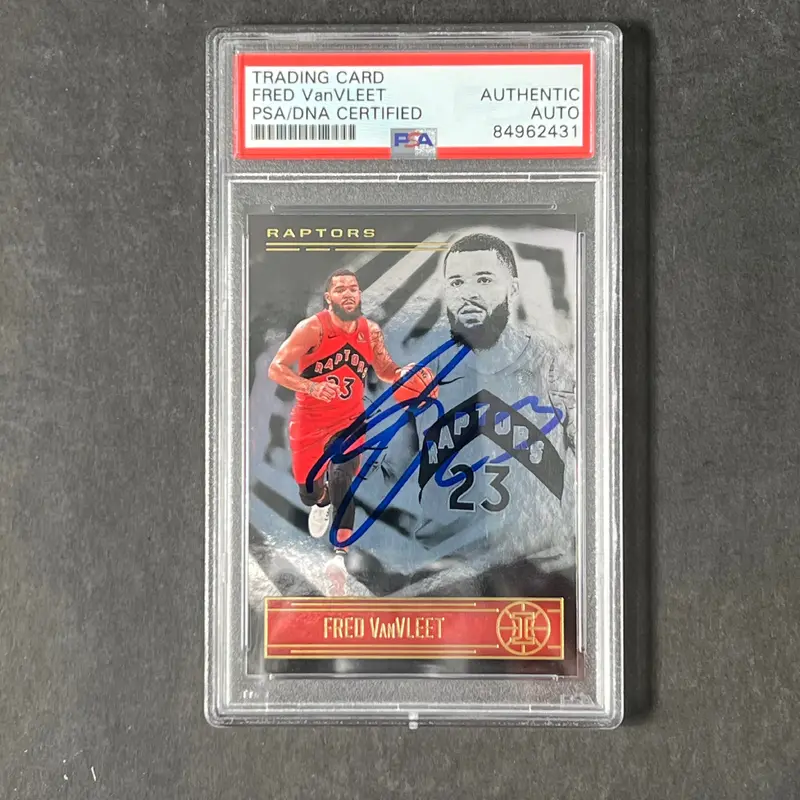 TRADING CARD
FRED VanVLEET
AUTHENTIC
PSA/DNA CERTIFIED
AUTO
PSA
84962431
RAPTORS
RAPTORS
23
RAPTORS
23
FRED VANVLEET